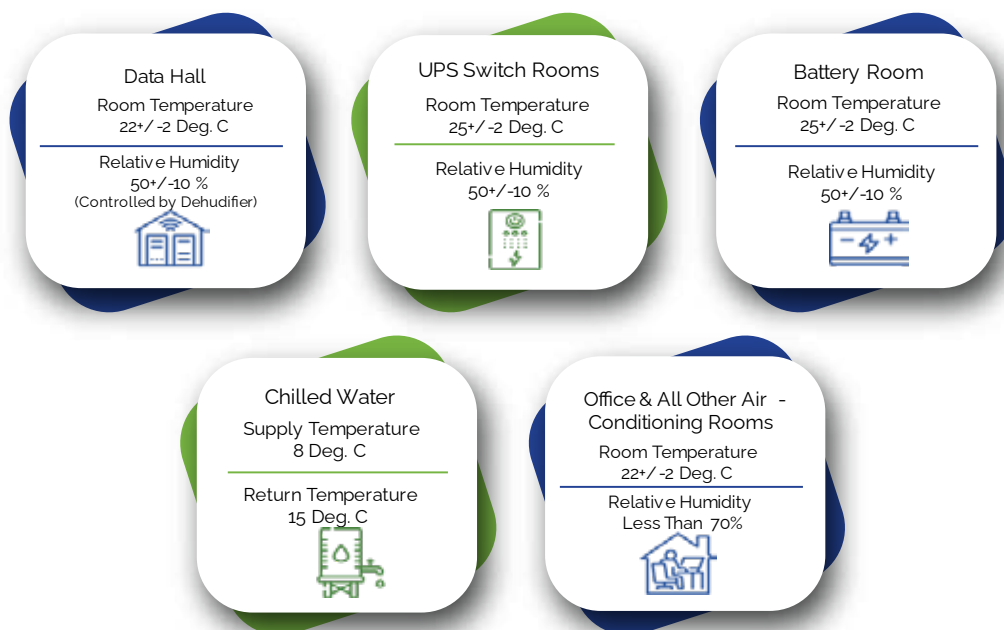 Data Hall
Room Temperature
22+/-2 Deg. C
Relative Humidity
50+/-10 %
(Controlled by Dehudifier)
UPS Switch Rooms
Room Temperature
25+/-2 Deg. C
Relative Humidity
50+/-10 %
Battery Room
Room Temperature
25+/-2 Deg. C
Relative Humidity
50+/-10 %
Chilled Water
Supply Temperature
8 Deg. C
Return Temperature
15 Deg. C
Office & All Other Air -
Conditioning Rooms
Room Temperature
22+/-2 Deg. C
Relative Humidity
Less Than 70%